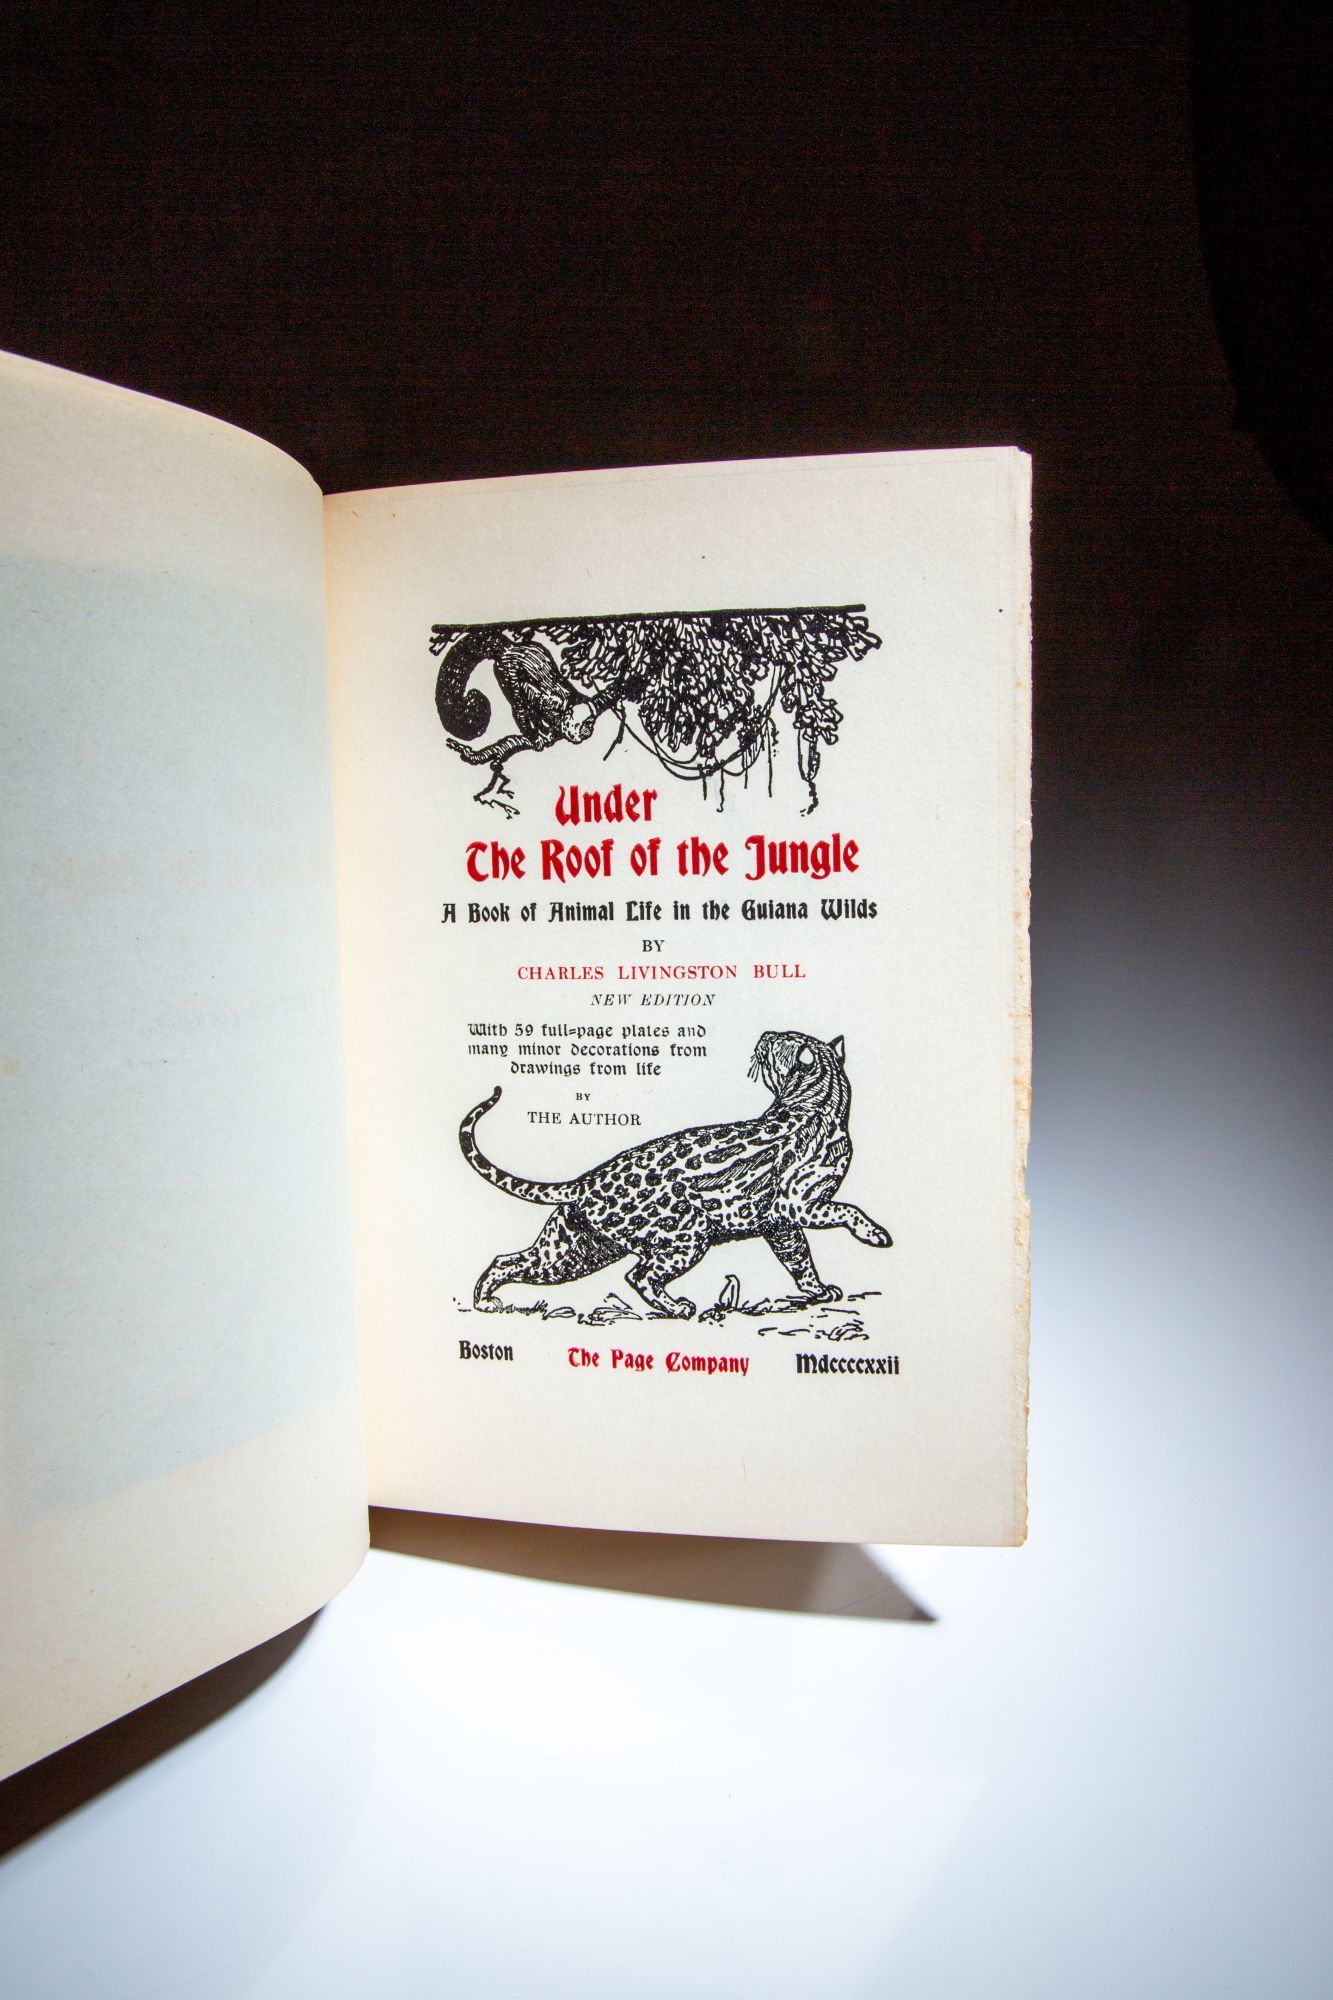 Under
The Roof of the Jungle
A Book of Animal Life in the Guiana Wilds
BY
CHARLES LIVINGSTON BULL
NEW EDITION
With 59 full=page plates and
many minor decorations from
drawings from life
BY
THE AUTHOR
Boston The Page Company Mdccccxxii